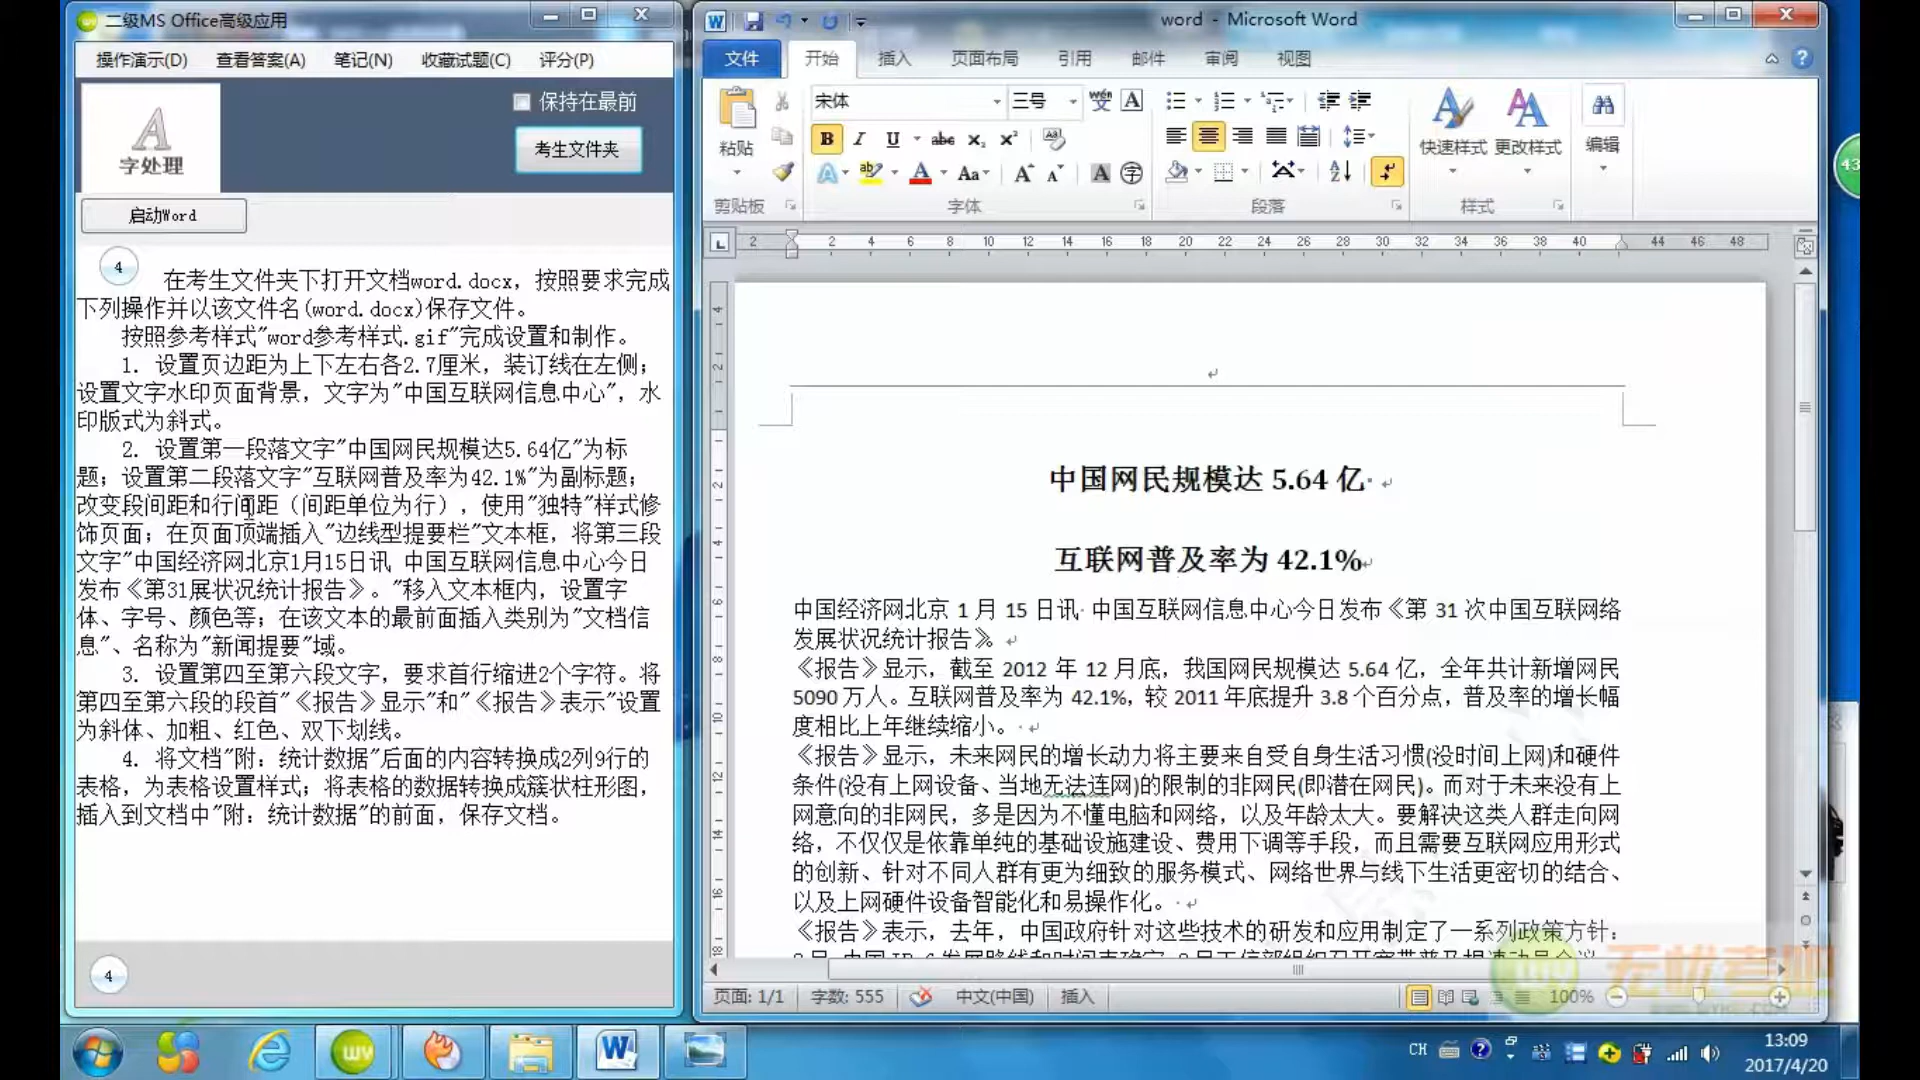 二级MS Office高级应用
操作演示(D) 查看答案(A) 笔记(N) 收藏试题(C) 评分(P)
字处理
保持在最前
考生文件夹
启动Word
4
在考生文件夹下打开文档word.docx，按照要求完成
下列操作并以该文件名(word.docx)保存文件。
按照参考样式"word参考样式.gif"完成设置和制作。
1. 设置页边距为上下左右各2.7厘米，装订线在左侧；
设置文字水印页面背景，文字为"中国互联网信息中心"，水
印版式为斜式。
2. 设置第一段落文字"中国网民规模达5.64亿"为标
题；设置第二段落文字"互联网普及率为42.1%"为副标题；
改变段间距和行间距（间距单位为行），使用"独特"样式修
饰页面；在页面顶端插入"边线型提要栏"文本框，将第三段
文字"中国经济网北京1月15日讯 中国互联网信息中心今日
发布《第31展状况统计报告》。"移入文本框内，设置字
体、字号、颜色等；在该文本的最前面插入类别为"文档信
息"、名称为"新闻提要"域。
3. 设置第四至第六段文字，要求首行缩进2个字符。将
第四至第六段的段首"《报告》显示"和"《报告》表示"设置
为斜体、加粗、红色、双下划线。
4. 将文档"附：统计数据"后面的内容转换成2列9行的
表格，为表格设置样式；将表格的数据转换成簇状柱形图，
插入到文档中"附：统计数据"的前面，保存文档。
4
word - Microsoft Word
文件 开始 插入 页面布局 引用 邮件 审阅 视图
粘贴
宋体 三号
快速样式 更改样式 编辑
剪贴板 字体 段落 样式
2 2 4 6 8 10 12 14 16 18 20 22 24 26 28 30 32 34 36 38 40 44 46 48
中国网民规模达 5.64 亿
互联网普及率为 42.1%
中国经济网北京 1 月 15 日讯 中国互联网信息中心今日发布《第 31 次中国互联网络
发展状况统计报告》。
《报告》显示，截至 2012 年 12 月底，我国网民规模达 5.64 亿，全年共计新增网民
5090 万人。互联网普及率为 42.1%，较 2011 年底提升 3.8 个百分点，普及率的增长幅
度相比上年继续缩小。
《报告》显示，未来网民的增长动力将主要来自受自身生活习惯(没时间上网)和硬件
条件(没有上网设备、当地无法连网)的限制的非网民(即潜在网民)。而对于未来没有上
网意向的非网民，多是因为不懂电脑和网络，以及年龄太大。要解决这类人群走向网
络，不仅仅是依靠单纯的基础设施建设、费用下调等手段，而且需要互联网应用形式
的创新、针对不同人群有更为细致的服务模式、网络世界与线下生活更密切的结合、
以及上网硬件设备智能化和易操作化。
《报告》表示，去年，中国政府针对这些技术的研发和应用制定了一系列政策方针：
页面: 1/1 字数: 555 中文(中国) 插入
100%
无忧考吧
CH
13:09
2017/4/20
43